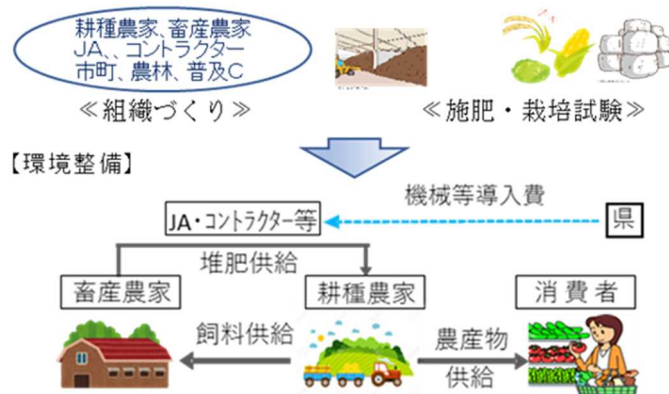 耕種農家、畜産農家
JA、、コントラクター
市町、農林、普及C
≪組織づくり≫
≪施肥・栽培試験≫
【環境整備】
機械等導入費
JA・コントラクター等
県
堆肥供給
畜産農家
耕種農家
消費者
飼料供給
農産物
供給